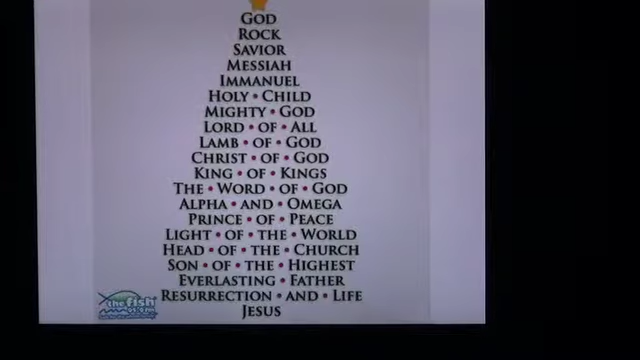 GOD
ROCK
SAVIOR
MESSIAH
IMMANUEL
HOLY • CHILD
MIGHTY • GOD
LORD • OF • ALL
LAMB • OF • GOD
CHRIST • OF • GOD
KING • OF • KINGS
THE • WORD • OF • GOD
ALPHA • AND • OMEGA
PRINCE • OF • PEACE
LIGHT • OF • THE • WORLD
HEAD • OF • THE • CHURCH
SON • OF • THE • HIGHEST
EVERLASTING • FATHER
RESURRECTION • AND • LIFE
JESUS
the fish